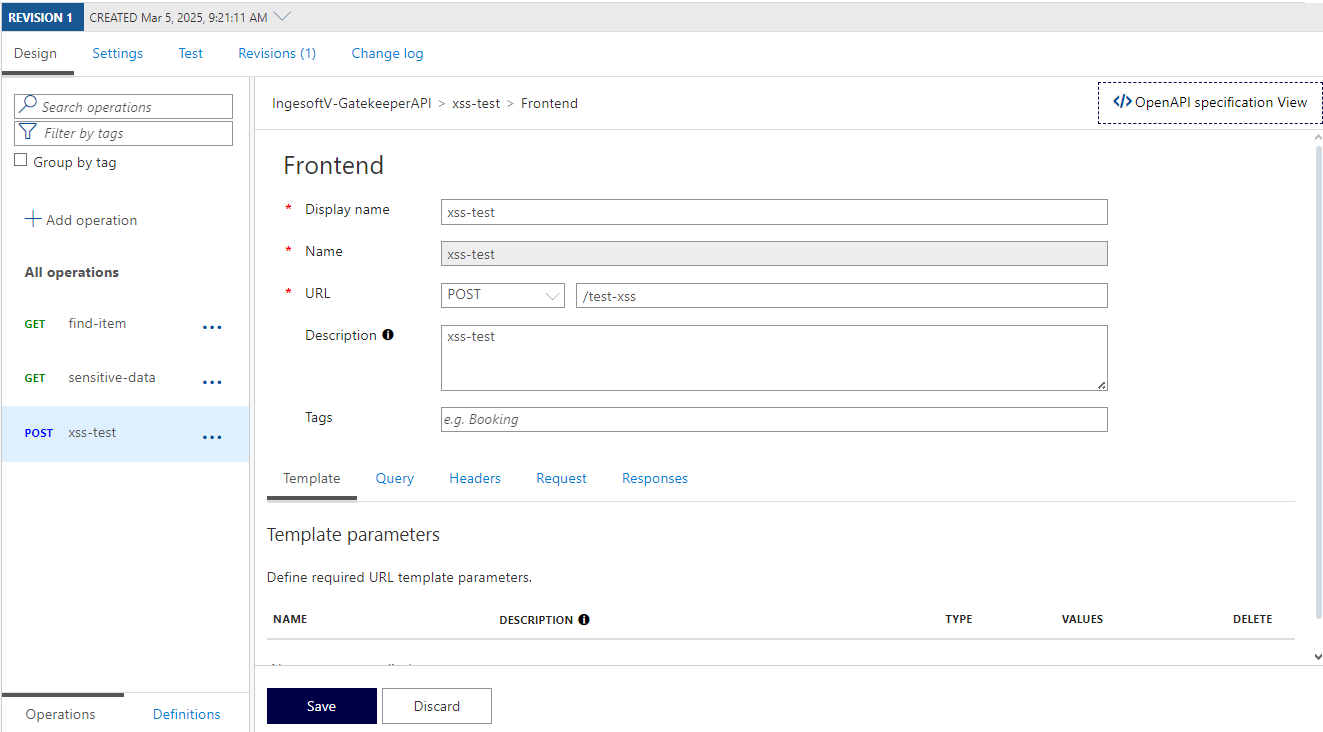 REVISION 1 CREATED Mar 5, 2025, 9:21:11 AM
Design Settings Test Revisions (1) Change log
Search operations
Filter by tags
Group by tag
Add operation
All operations
GET find-item
GET sensitive-data
POST xss-test
Operations Definitions
IngesoftV-GatekeeperAPI > xss-test > Frontend
</> OpenAPI specification View
Frontend
* Display name xss-test
* Name xss-test
* URL POST /test-xss
Description xss-test
Tags e.g. Booking
Template Query Headers Request Responses
Template parameters
Define required URL template parameters.
NAME DESCRIPTION TYPE VALUES DELETE
Save Discard